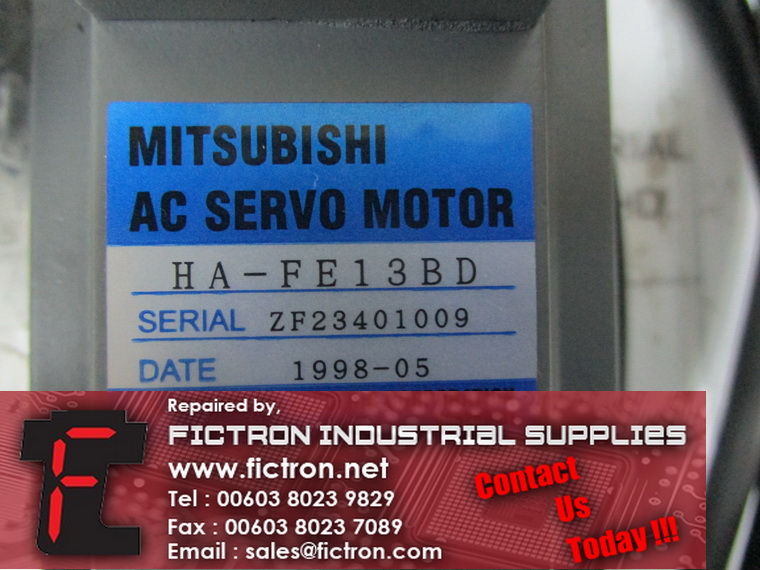 MITSUBISHI
AC SERVO MOTOR
HA-FE13BD
SERIAL ZF23401009
DATE 1998-05
Repaired by,
FICTRON INDUSTRIAL SUPPLIES
www.fictron.net
Tel : 00603 8023 9829
Fax : 00603 8023 7089
Email : sales@fictron.com
Contact
Us
Today !!!